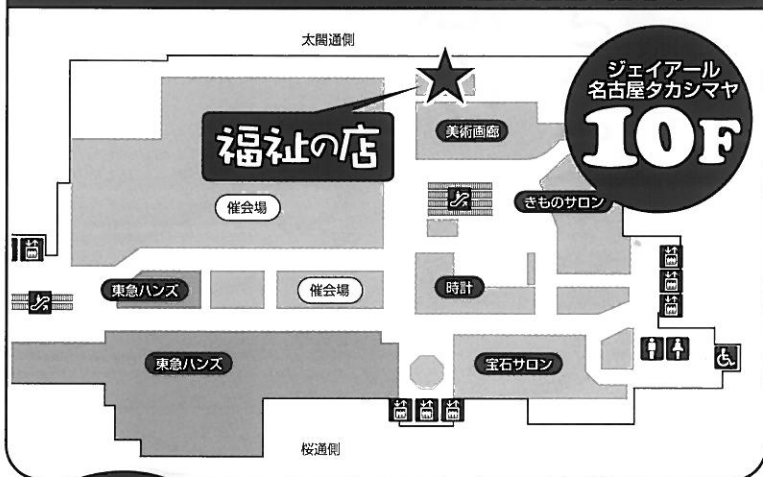 太閤通側
ジェイアール
名古屋タカシマヤ
10F
福祉の店
美術画廊
催会場
きものサロン
東急ハンズ
催会場
時計
東急ハンズ
宝石サロン
桜通側